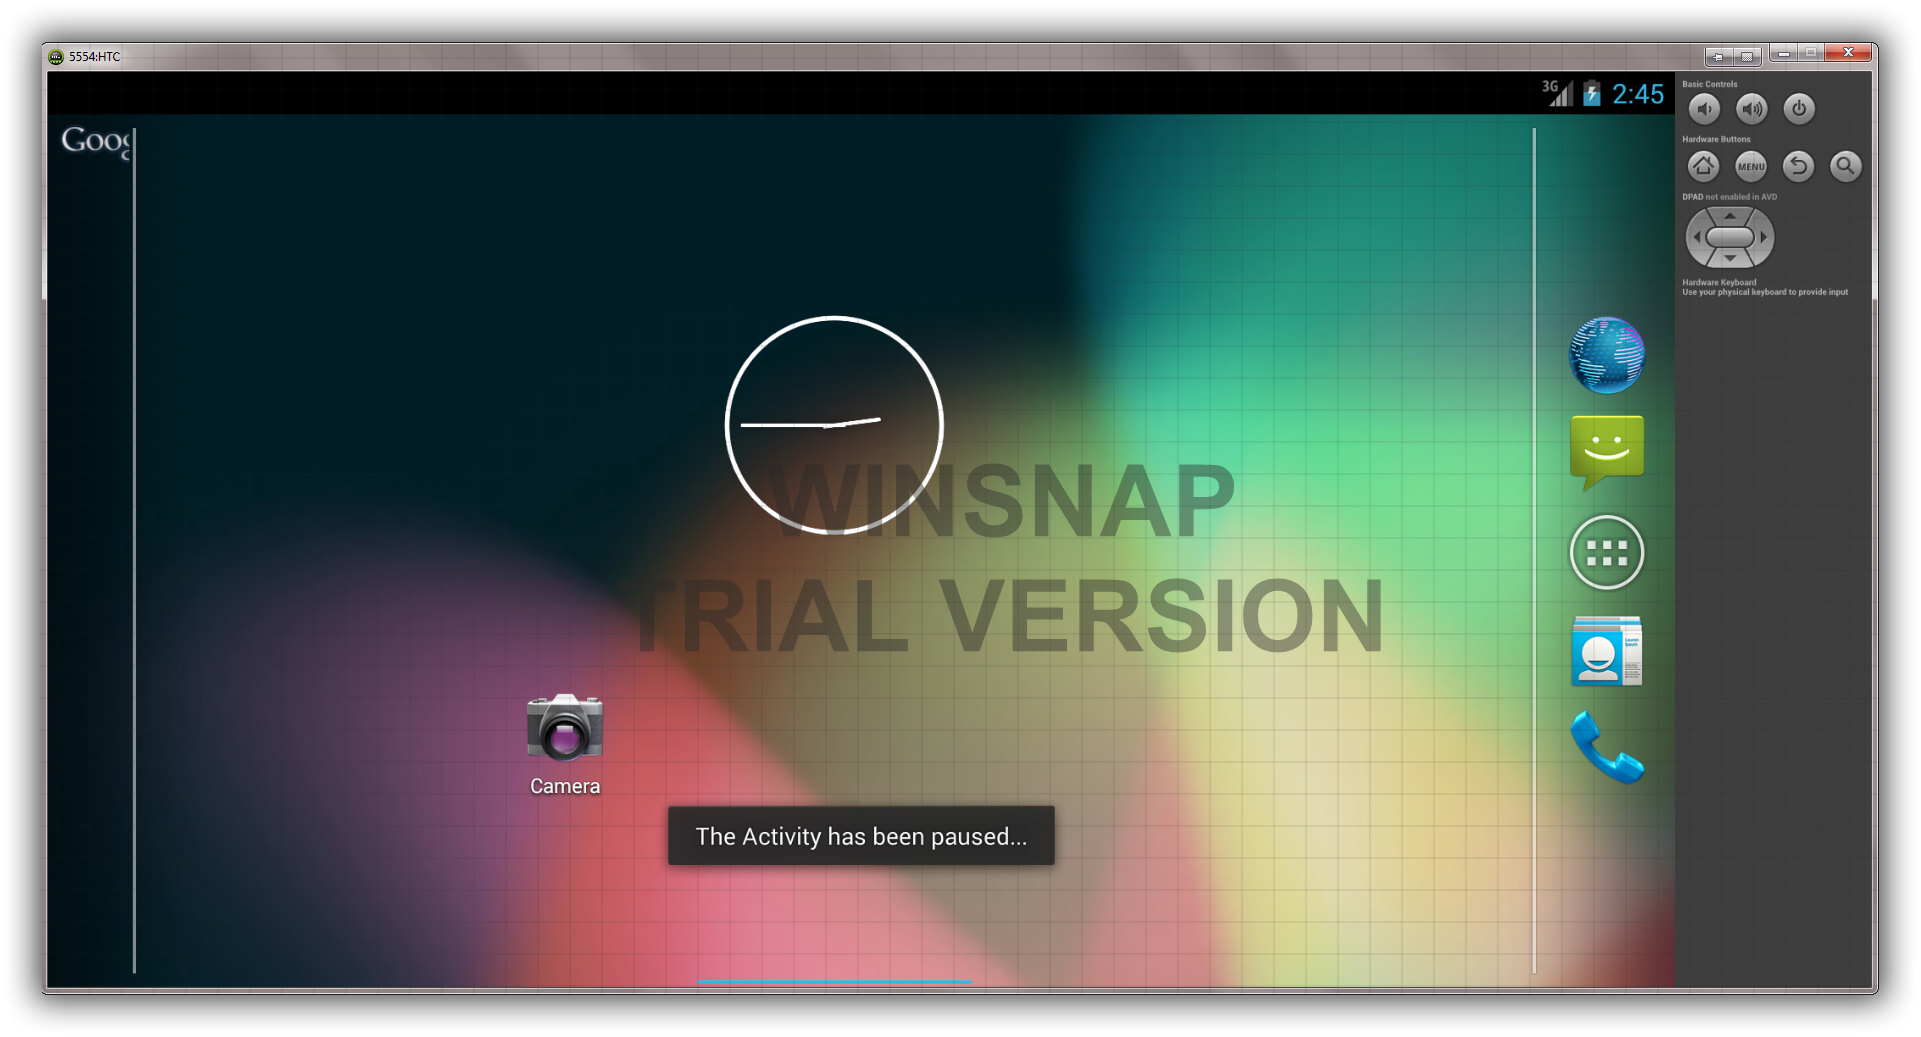 5554:HTC
3G
2:45
Basic Controls
Hardware Buttons
MENU
DPAD not enabled in AVD
Hardware Keyboard
Use your physical keyboard to provide input
Goog
WINSNAP
TRIAL VERSION
Camera
The Activity has been paused...